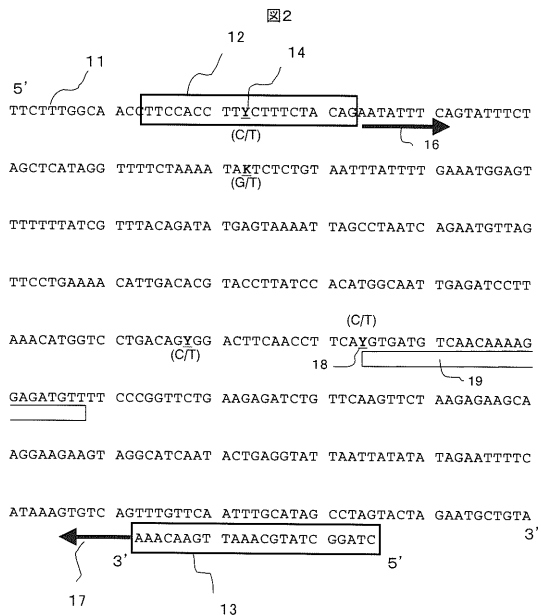 図2
12 14
11
5’
TTCTTTGGCA ACCTTCCACC TTYCTTTCTA CAGAATATTT CAGTATTTCT
(C/T)
16
AGCTCATAGG TTTTCTAAAA TAKTCTCTGT AATTTATTTT GAAATGGAGT
(G/T)
TTTTTTATCG TTTACAGATA TGAGTAAAAT TAGCCTAATC AGAATGTTAG
TTCCTGAAAA CATTGACACG TACCTTATCC ACATGGCAAT TGAGATCCTT
(C/T)
AAACATGGTC CCTGACAGYGG ACTTCAACCT TCAYGTGATG TCAACAAAAG
(C/T)
18
19
GAGATGTTTT CCCGGTTCTG AAGAGATCTG TTCAAGTTCT AAGAGAAGCA
AGGAAGAAGT AGGCATCAAT ACTGAGGTAT TAATTATATA TAGAATTTTC
ATAAAGTGTC AGTTTGTTCA ATTTGCATAG CCTAGTACTA GAATGCTGTA
3’
3’ AAACAAGTT TAAACGTATC GGATC 5’
17
13